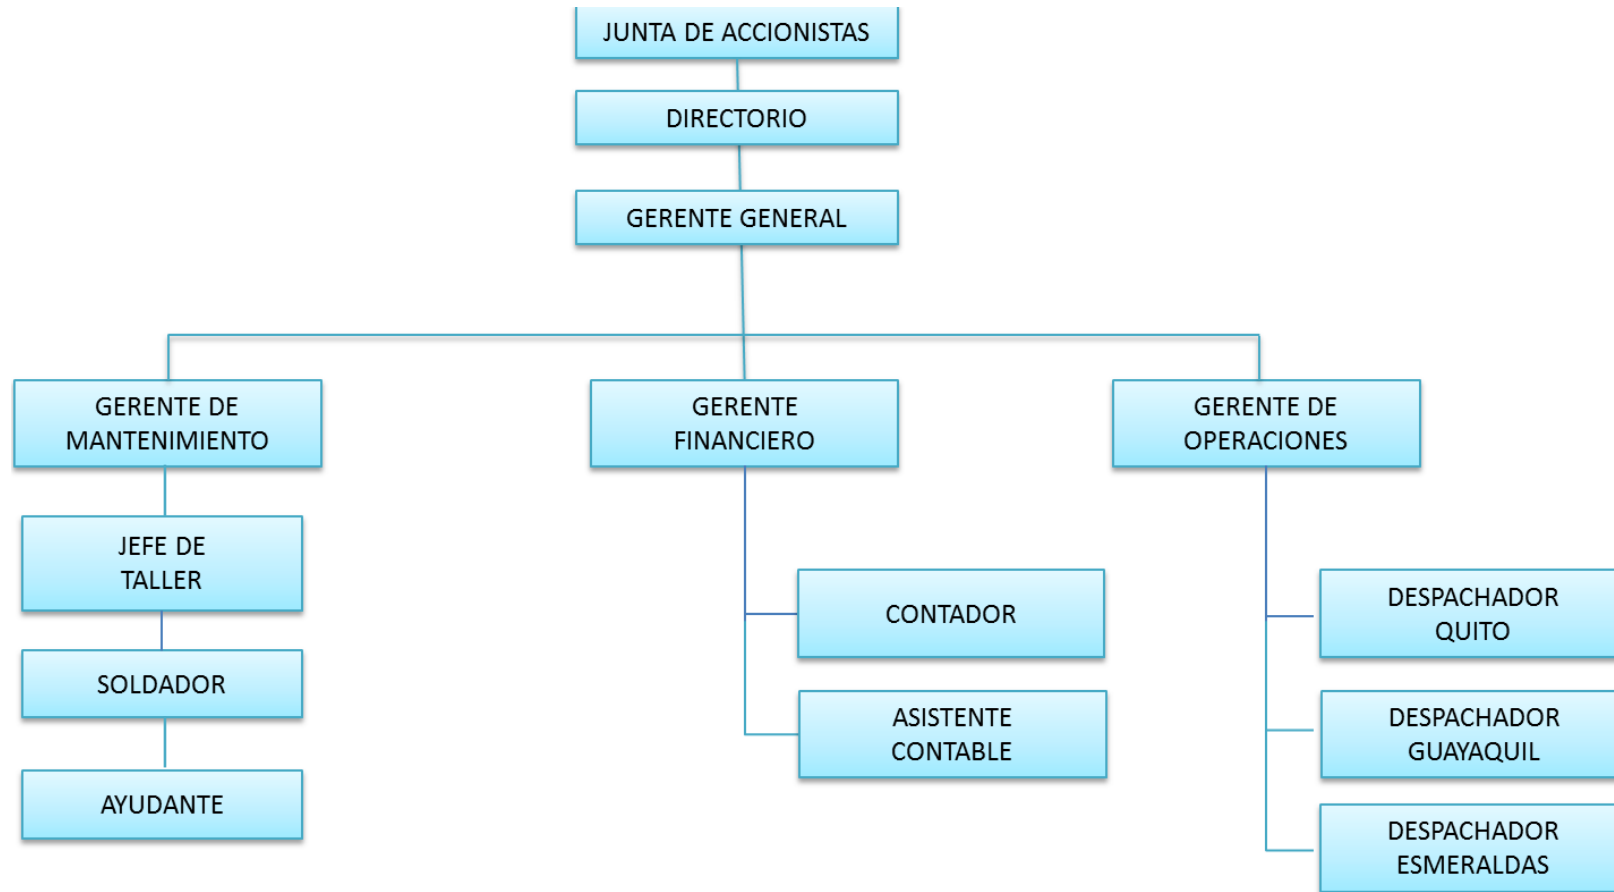 JUNTA DE ACCIONISTAS
DIRECTORIO
GERENTE GENERAL
GERENTE DE
MANTENIMIENTO
GERENTE
FINANCIERO
GERENTE DE
OPERACIONES
JEFE DE
TALLER
SOLDADOR
AYUDANTE
CONTADOR
ASISTENTE
CONTABLE
DESPACHADOR
QUITO
DESPACHADOR
GUAYAQUIL
DESPACHADOR
ESMERALDAS